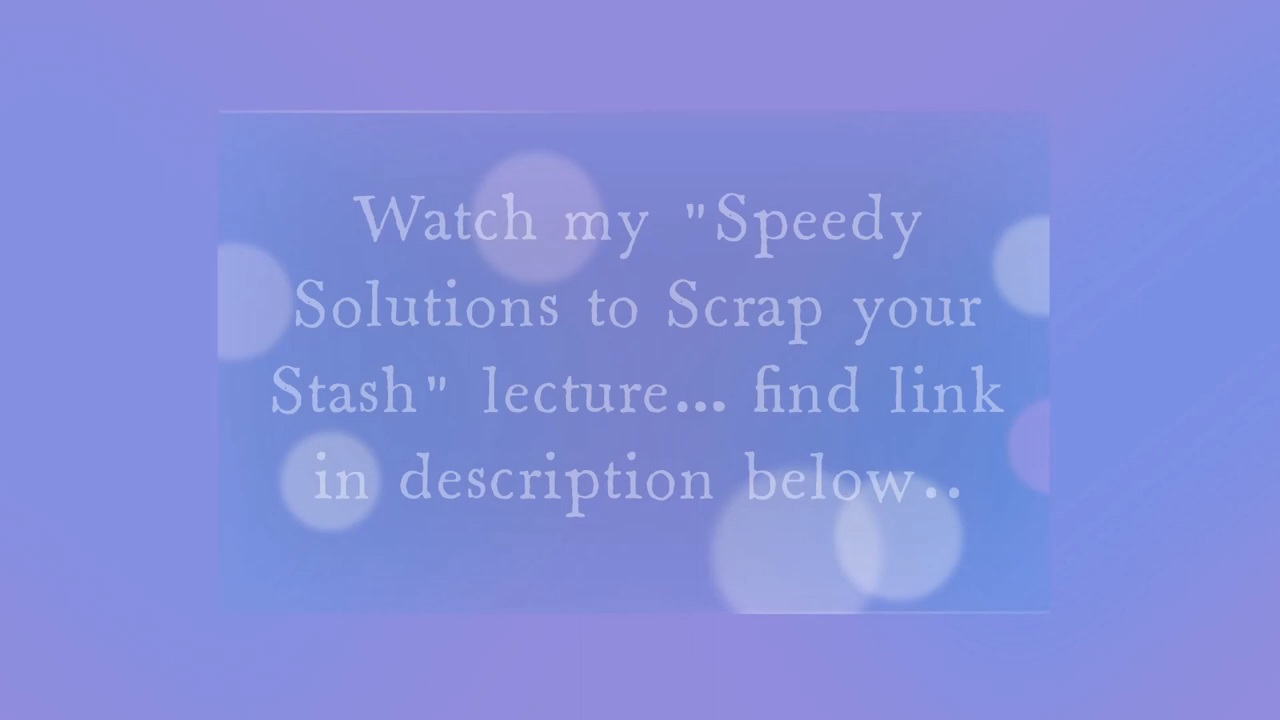 Watch my "Speedy
Solutions to Scrap your
Stash" lecture... find link
in description below..